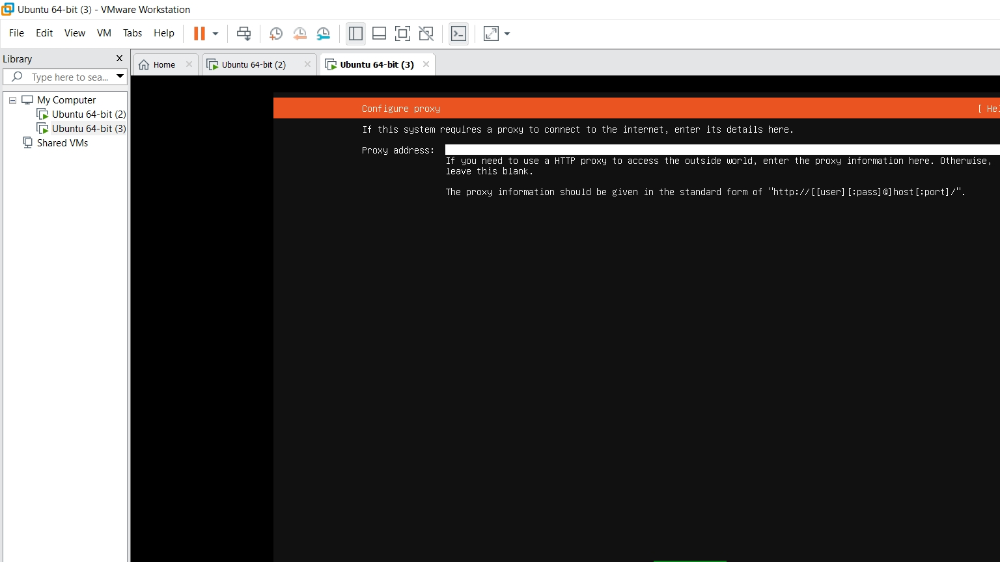 Ubuntu 64-bit (3) - VMware Workstation
File Edit View VM Tabs Help
Library
Home Ubuntu 64-bit (2) Ubuntu 64-bit (3)
Type here to sea...
My Computer
Ubuntu 64-bit (2)
Ubuntu 64-bit (3)
Shared VMs
Configure proxy [ Hel
If this system requires a proxy to connect to the internet, enter its details here.
Proxy address:
If you need to use a HTTP proxy to access the outside world, enter the proxy information here. Otherwise,
leave this blank.
The proxy information should be given in the standard form of "http://[[user][:pass]@]host[:port]/".